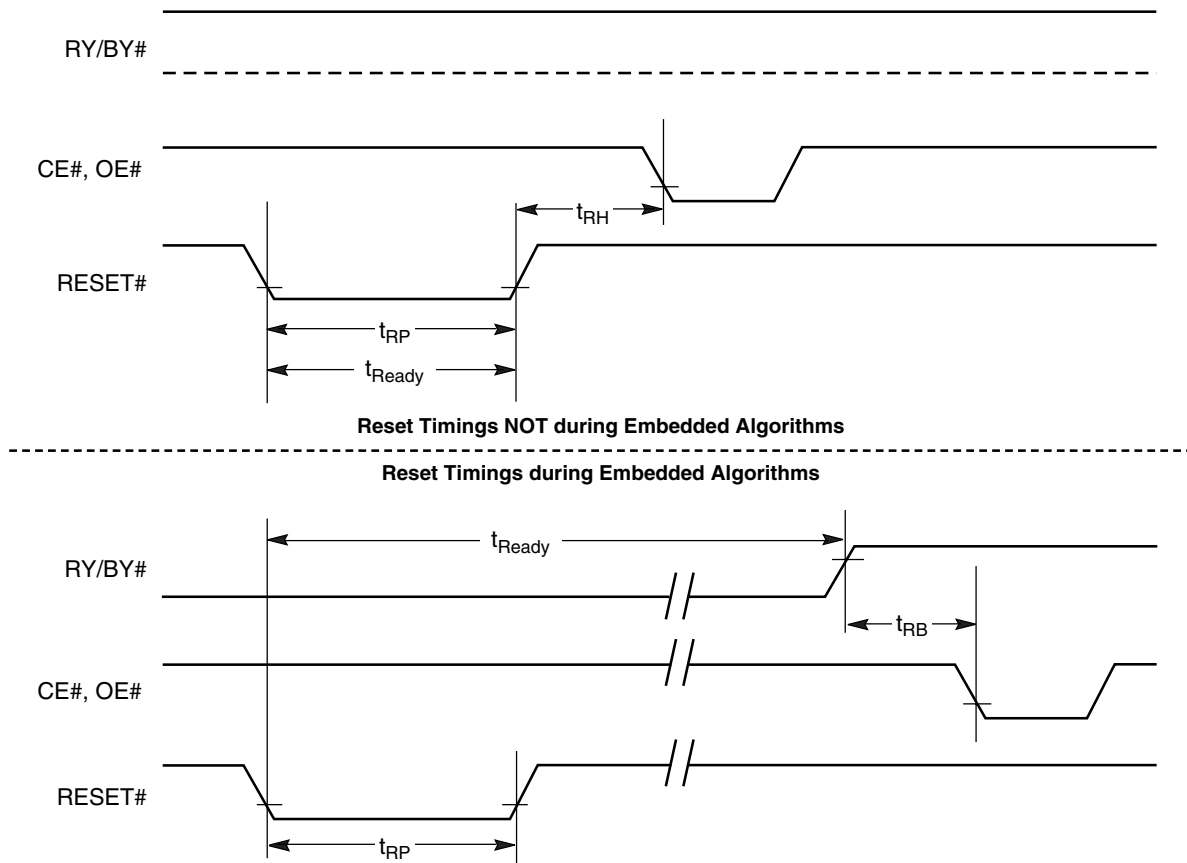 RY/BY#
CE#, OE#
tRH
RESET#
tRP
tReady
Reset Timings NOT during Embedded Algorithms
Reset Timings during Embedded Algorithms
tReady
RY/BY#
tRB
CE#, OE#
RESET#
tRP